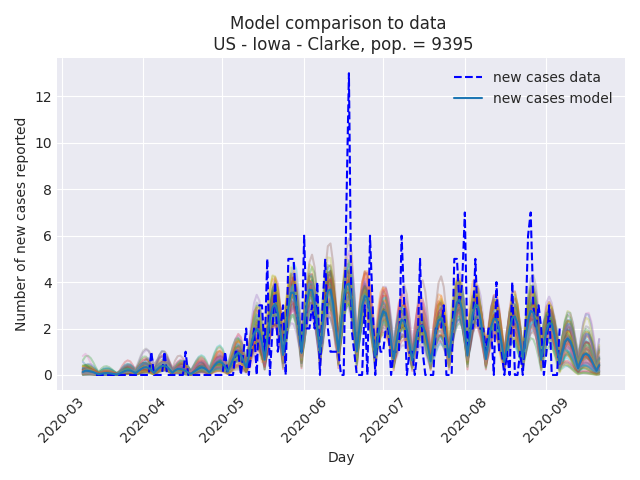 Model comparison to data
US - Iowa - Clarke, pop. = 9395
new cases data
new cases model
Number of new cases reported
12
10
8
6
4
2
0
2020-03
2020-04
2020-05
2020-06
2020-07
2020-08
2020-09
Day